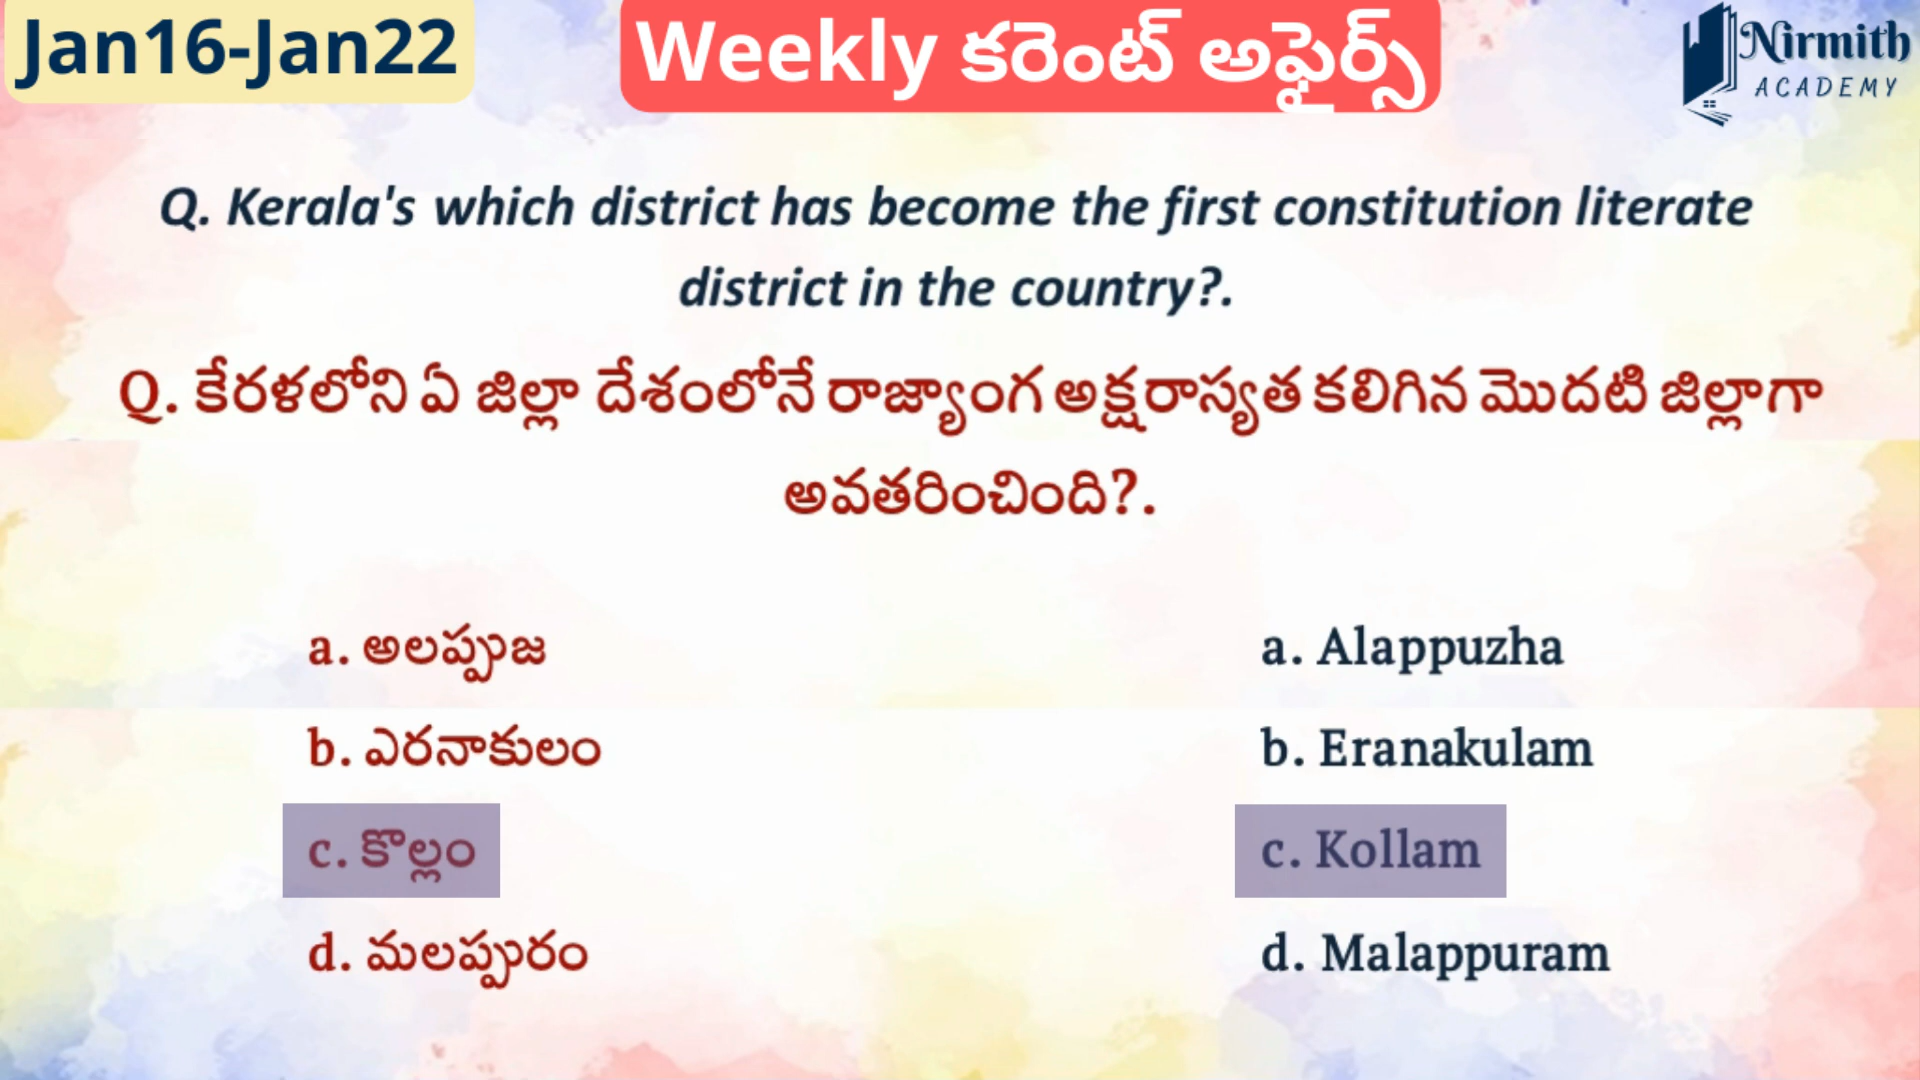 Jan16-Jan22
Weekly కరెంట్ అఫైర్స్
Nirmith
ACADEMY
Q. Kerala's which district has become the first constitution literate
district in the country?.
Q. కేరళలోని ఏ జిల్లా దేశంలోనే రాజ్యాంగ అక్షరాస్యత కలిగిన మొదటి జిల్లాగా
అవతరించింది?.
a. అలప్పుజ
b. ఎరనాకులం
c. కొల్లం
d. మలప్పురం
a. Alappuzha
b. Eranakulam
c. Kollam
d. Malappuram